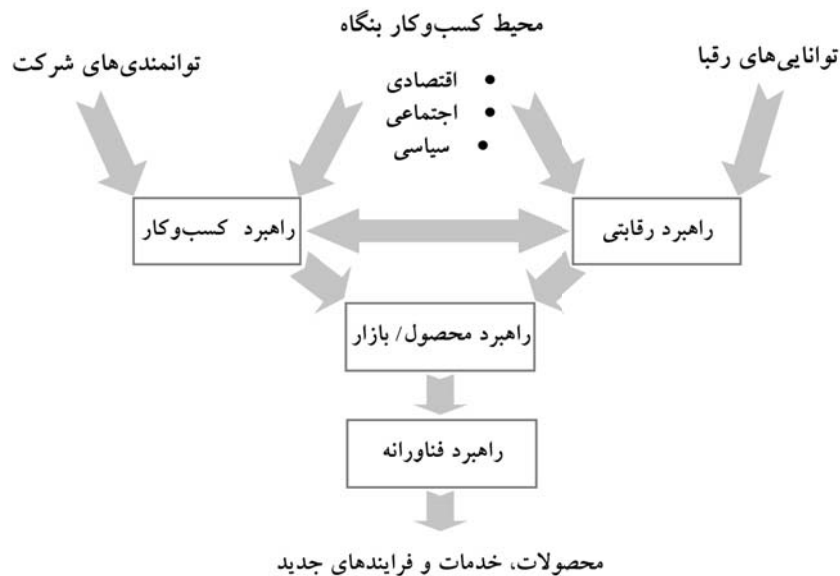 محیط کسب‌وکار بنگاه
توانایی‌های رقبا
توانمندی‌های شرکت
• اقتصادی
• اجتماعی
• سیاسی
راهبرد رقابتی
راهبرد کسب‌وکار
راهبرد محصول/ بازار
راهبرد فناورانه
محصولات، خدمات و فرایندهای جدید